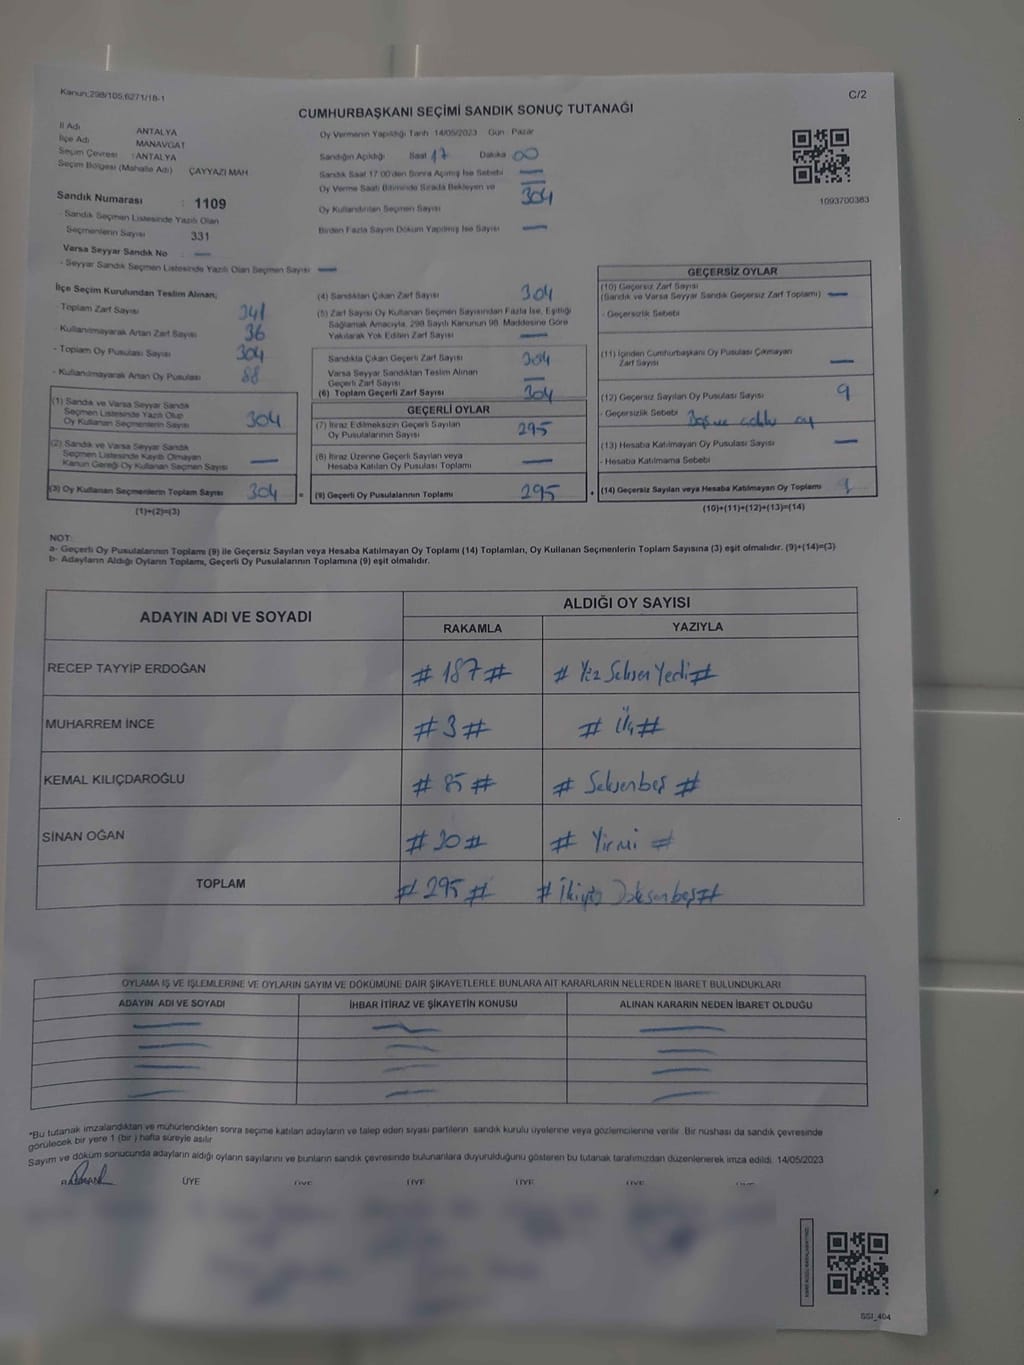 Kanun:298/105,6271/18-1
C/2
CUMHURBAŞKANI SEÇİMİ SANDIK SONUÇ TUTANAĞI
İl Adı ANTALYA
İlçe Adı MANAVGAT
Seçim Çevresi : ANTALYA
Seçim Bölgesi (Mahalle Adı) ÇAYYAZI MAH
Sandık Numarası : 1109
- Sandık Seçmen Listesinde Yazılı Olan
Seçmenlerin Sayısı 331
Varsa Seyyar Sandık No : —
- Seyyar Sandık Seçmen Listesinde Yazılı Olan Seçmen Sayısı —
Oy Vermenin Yapıldığı Tarih 14/05/2023 Gün Pazar
Sandığın Açıldığı Saat 17 Dakika 00
Sandık Saat 17.00'den Sonra Açılmış İse Sebebi —
Oy Verme Saati Bitiminde Sırada Bekleyen ve —
Oy Kullandırılan Seçmen Sayısı 304
Birden Fazla Sayım Döküm Yapılmış İse Sayısı —
1093700363
İlçe Seçim Kurulundan Teslim Alınan;
Toplam Zarf Sayısı 341
- Kullanılmayarak Artan Zarf Sayısı 36
- Toplam Oy Pusulası Sayısı 304
- Kullanılmayarak Artan Oy Pusulası 88
(1) Sandık ve Varsa Seyyar Sandık
Seçmen Listesinde Yazılı Olup
Oy Kullanan Seçmenlerin Sayısı 304
(2) Sandık ve Varsa Seyyar Sandık
Seçmen Listesinde Kayıtlı Olmayan
Kanun Gereği Oy Kullanan Seçmen Sayısı —
(3) Oy Kullanan Seçmenlerin Toplam Sayısı 304 =
(1)+(2)=(3)
(4) Sandıktan Çıkan Zarf Sayısı 304
(5) Zarf Sayısı Oy Kullanan Seçmen Sayısından Fazla İse, Eşitliği
Sağlamak Amacıyla, 298 Sayılı Kanunun 98. Maddesine Göre
Yakılarak Yok Edilen Zarf Sayısı —
Sandıkta Çıkan Geçerli Zarf Sayısı 304
Varsa Seyyar Sandıktan Teslim Alınan
Geçerli Zarf Sayısı —
(6) Toplam Geçerli Zarf Sayısı 304
GEÇERLİ OYLAR
(7) İtiraz Edilmeksizin Geçerli Sayılan
Oy Pusulalarının Sayısı 295
(8) İtiraz Üzerine Geçerli Sayılan veya
Hesaba Katılan Oy Pusulası Toplamı —
(9) Geçerli Oy Pusulalarının Toplamı 295 +
GEÇERSİZ OYLAR
(10) Geçersiz Zarf Sayısı
(Sandık ve Varsa Seyyar Sandık Geçersiz Zarf Toplamı) —
- Geçersizlik Sebebi
(11) İçinden Cumhurbaşkanı Oy Pusulası Çıkmayan
Zarf Sayısı —
(12) Geçersiz Sayılan Oy Pusulası Sayısı 9
- Geçersizlik Sebebi
(13) Hesaba Katılmayan Oy Pusulası Sayısı —
- Hesaba Katılmama Sebebi
(14) Geçersiz Sayılan veya Hesaba Katılmayan Oy Toplamı 9
(10)+(11)+(12)+(13)=(14)
NOT:
a- Geçerli Oy Pusulalarının Toplamı (9) ile Geçersiz Sayılan veya Hesaba Katılmayan Oy Toplamı (14) Toplamları, Oy Kullanan Seçmenlerin Toplam Sayısına (3) eşit olmalıdır. (9)+(14)=(3)
b- Adayların Aldığı Oyların Toplamı, Geçerli Oy Pusulalarının Toplamına (9) eşit olmalıdır.
ADAYIN ADI VE SOYADI ALDIĞI OY SAYISI
RAKAMLA YAZIYLA
RECEP TAYYİP ERDOĞAN #187# # Yüz Seksen Yedi #
MUHARREM İNCE #3# # Üç #
KEMAL KILIÇDAROĞLU # 85 # # Seksenbeş #
SİNAN OĞAN #20# # Yirmi #
TOPLAM #295# # İkiyüz Doksanbeş #
OYLAMA İŞ VE İŞLEMLERİNE VE OYLARIN SAYIM VE DÖKÜMÜNE DAİR ŞİKAYETLERLE BUNLARA AİT KARARLARIN NELERDEN İBARET BULUNDUKLARI
ADAYIN ADI VE SOYADI İHBAR İTİRAZ VE ŞİKAYETİN KONUSU ALINAN KARARIN NEDEN İBARET OLDUĞU
*Bu tutanak imzalandıktan ve mühürlendikten sonra seçime katılan adayların ve talep eden siyasi partilerin sandık kurulu üyelerine veya gözlemcilerine verilir. Bir nüshası da sandık çevresinde
görülecek bir yere 1 (bir) hafta süreyle asılır
Sayım ve döküm sonucunda adayların aldığı oyların sayılarını ve bunların sandık çevresinde bulunanlara duyurulduğunu gösteren bu tutanak tarafımızdan düzenlenerek imza edildi. 14/05/2023
ÜYE ÜYE ÜYE ÜYE ÜYE
SSI_404